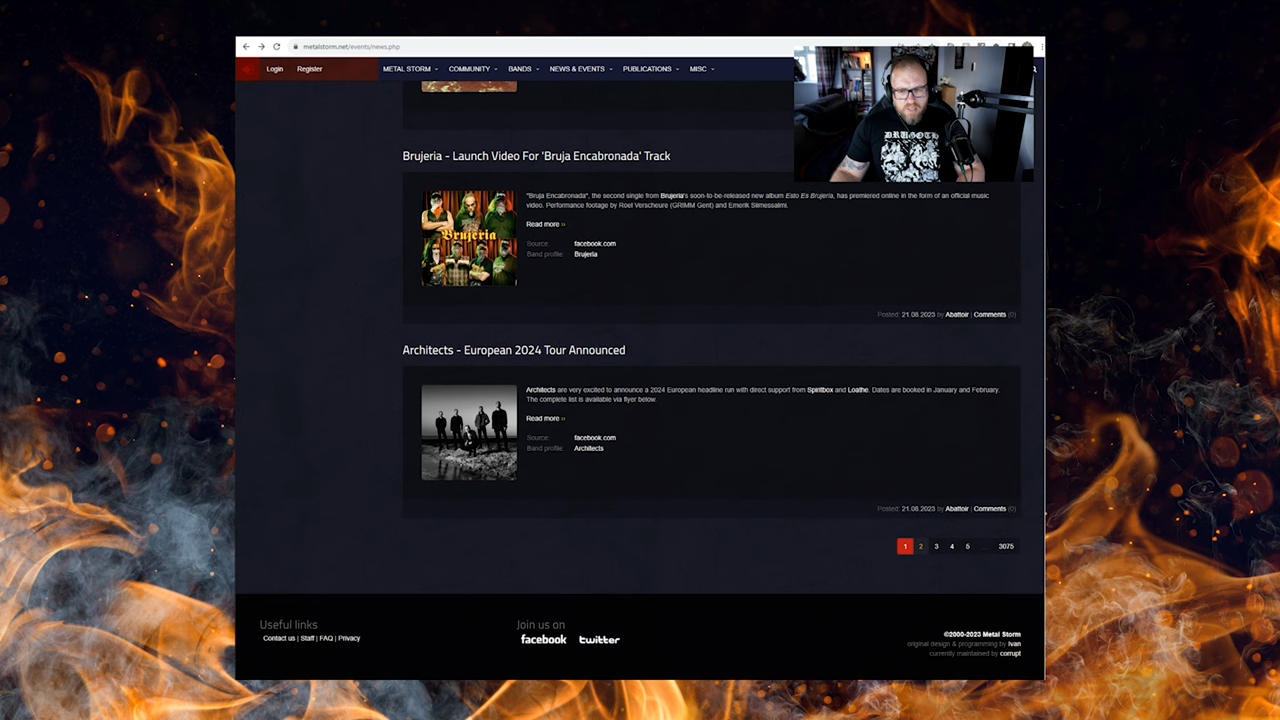 metalstorm.net/events/news.php
Login Register METAL STORM COMMUNITY BANDS NEWS & EVENTS PUBLICATIONS MISC
DRUGOTH
Brujeria - Launch Video For 'Bruja Encabronada' Track
"Bruja Encabronada", the second single from Brujeria's soon-to-be-released new album Esto Es Brujeria, has premiered online in the form of an official music
video. Performance footage by Roel Verscheure (GRIMM Gent) and Emerik Slimessalmi.
Read more ››
Brujeria
Source: facebook.com
Band profile: Brujeria
Posted: 21.08.2023 by Abattoir | Comments (0)
Architects - European 2024 Tour Announced
Architects are very excited to announce a 2024 European headline run with direct support from Spiritbox and Loathe. Dates are booked in January and February.
The complete list is available via flyer below.
Read more ››
Source: facebook.com
Band profile: Architects
Posted: 21.08.2023 by Abattoir | Comments (0)
1 2 3 4 5 ... 3075
Useful links
Contact us | Staff | FAQ | Privacy
Join us on
facebook twitter
©2000-2023 Metal Storm
original design & programming by Ivan
currently maintained by corrupt